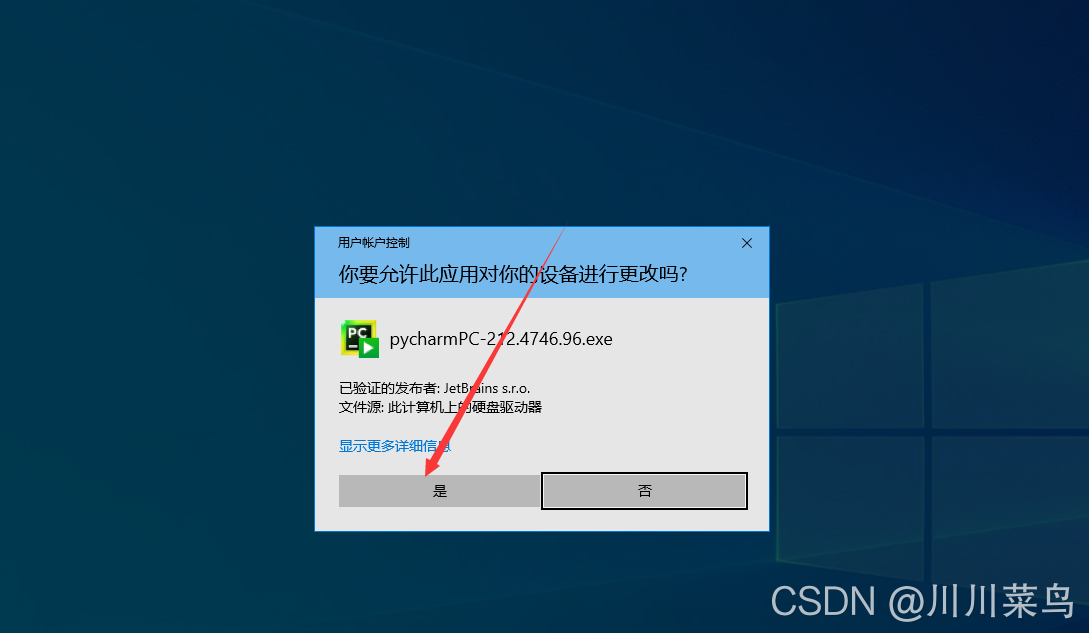 用户帐户控制
你要允许此应用对你的设备进行更改吗?
PC
pycharmPC-212.4746.96.exe
已验证的发布者: JetBrains s.r.o.
文件源: 此计算机上的硬盘驱动器
显示更多详细信息
是
否
CSDN @川川菜鸟